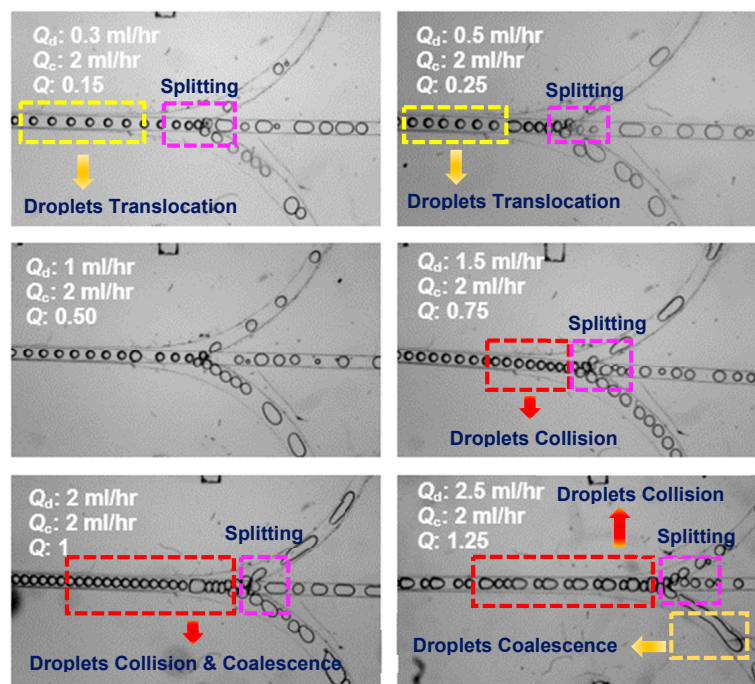 Qd: 0.3 ml/hr
Qc: 2 ml/hr
Q: 0.15
Splitting
Droplets Translocation
Qd: 0.5 ml/hr
Qc: 2 ml/hr
Q: 0.25
Splitting
Droplets Translocation
Qd: 1 ml/hr
Qc: 2 ml/hr
Q: 0.50
Qd: 1.5 ml/hr
Qc: 2 ml/hr
Q: 0.75
Splitting
Droplets Collision
Qd: 2 ml/hr
Qc: 2 ml/hr
Q: 1
Splitting
Droplets Collision & Coalescence
Qd: 2.5 ml/hr
Qc: 2 ml/hr
Q: 1.25
Droplets Collision
Splitting
Droplets Coalescence